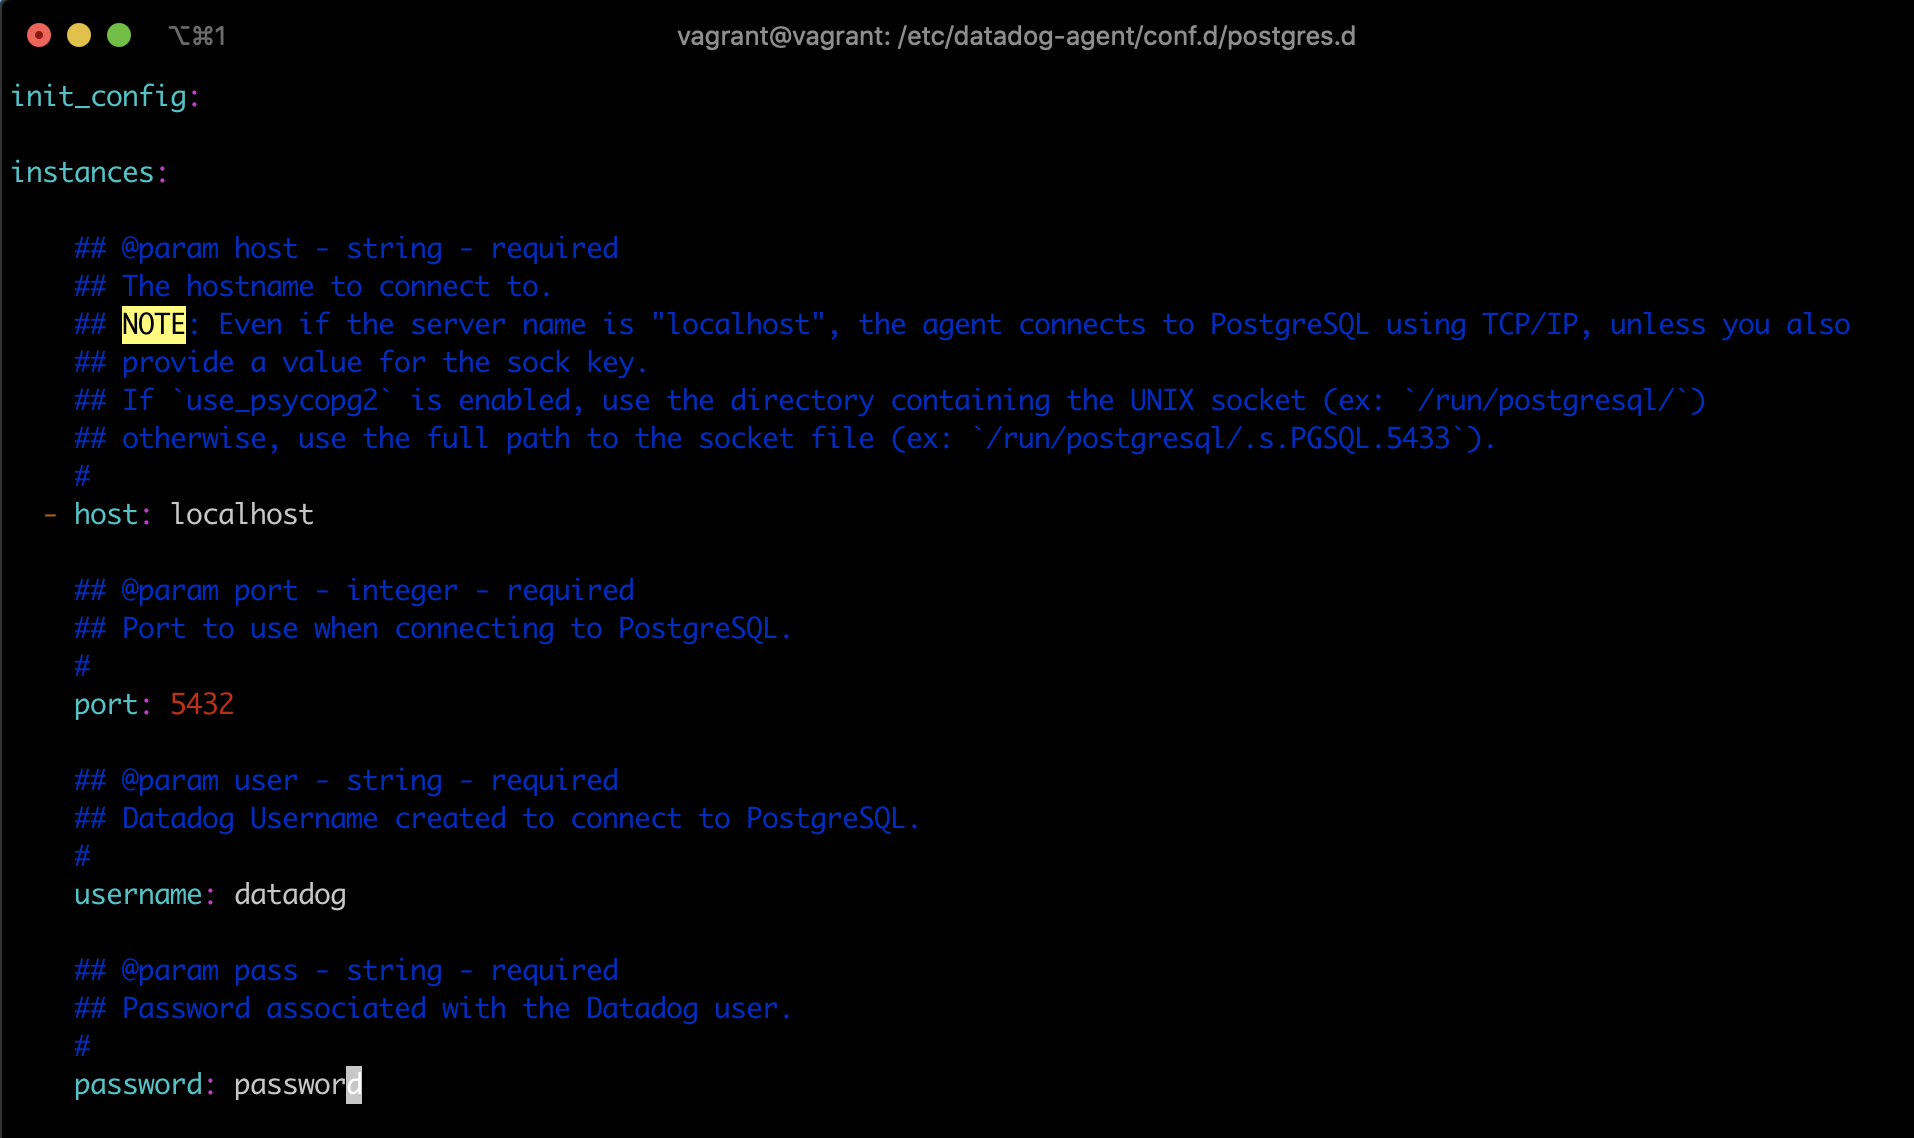 ⌥⌘1
vagrant@vagrant: /etc/datadog-agent/conf.d/postgres.d
init_config:
instances:
## @param host - string - required
## The hostname to connect to.
## NOTE: Even if the server name is "localhost", the agent connects to PostgreSQL using TCP/IP, unless you also
## provide a value for the sock key.
## If `use_psycopg2` is enabled, use the directory containing the UNIX socket (ex: `/run/postgresql/`)
## otherwise, use the full path to the socket file (ex: `/run/postgresql/.s.PGSQL.5433`).
#
- host: localhost
## @param port - integer - required
## Port to use when connecting to PostgreSQL.
#
port: 5432
## @param user - string - required
## Datadog Username created to connect to PostgreSQL.
#
username: datadog
## @param pass - string - required
## Password associated with the Datadog user.
#
password: password